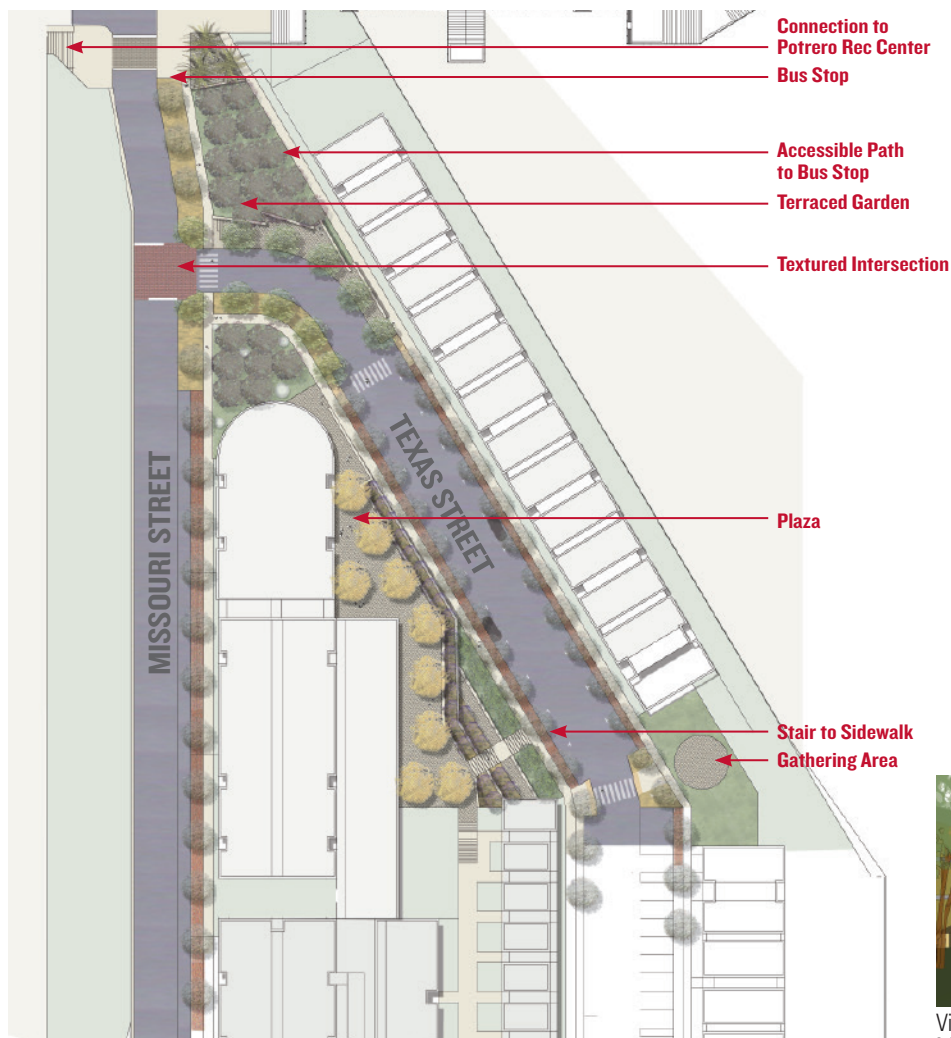 Connection to
Potrero Rec Center
Bus Stop
Accessible Path
to Bus Stop
Terraced Garden
Textured Intersection
MISSOURI STREET
TEXAS STREET
Plaza
Stair to Sidewalk
Gathering Area
Vi